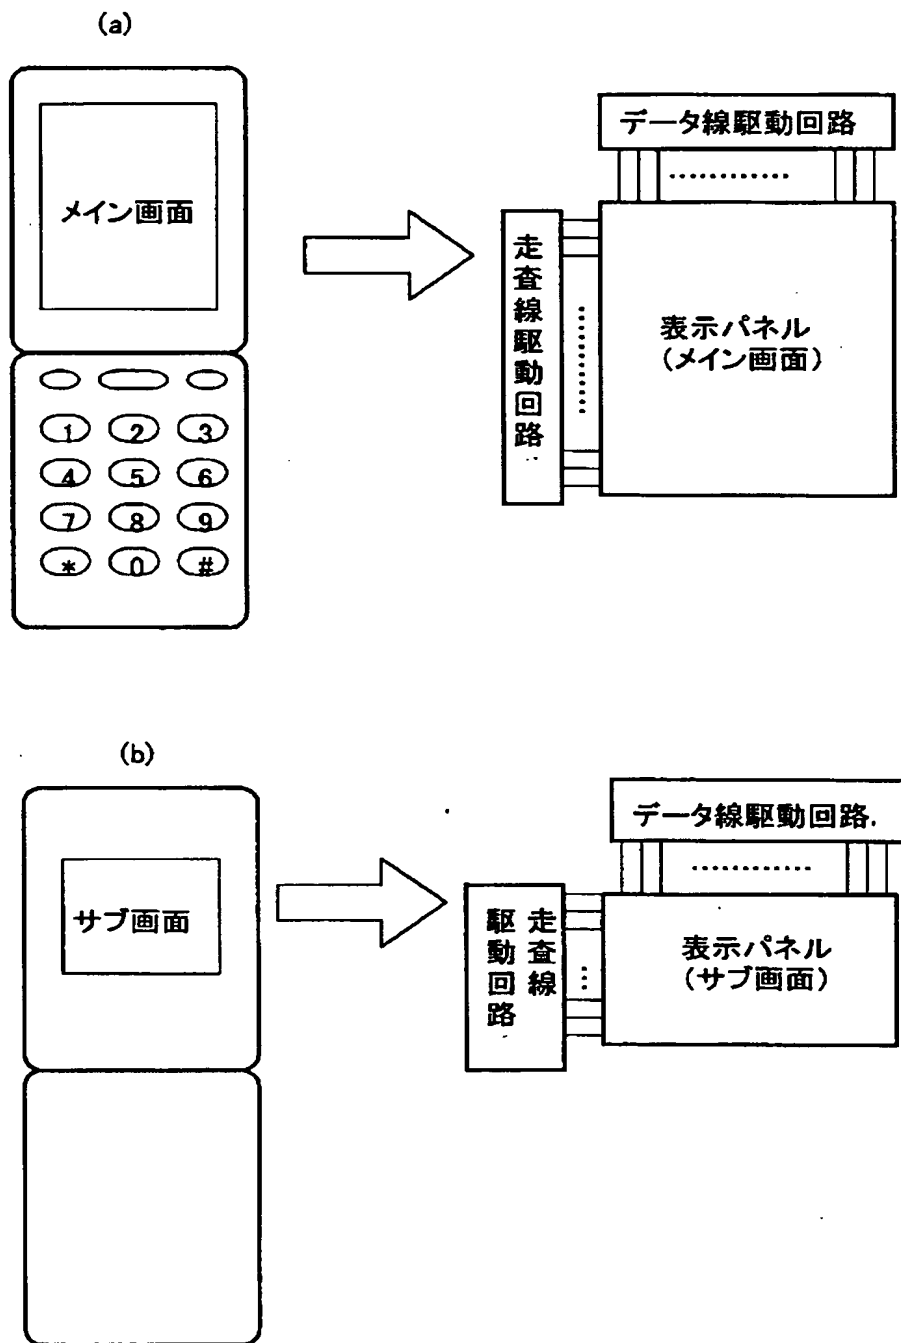 (a)
メイン画面
1 2 3
4 5 6
7 8 9
* 0 #
データ線駆動回路
走査線駆動回路
表示パネル
(メイン画面)
(b)
サブ画面
データ線駆動回路.
走査線
駆動回路
表示パネル
(サブ画面)